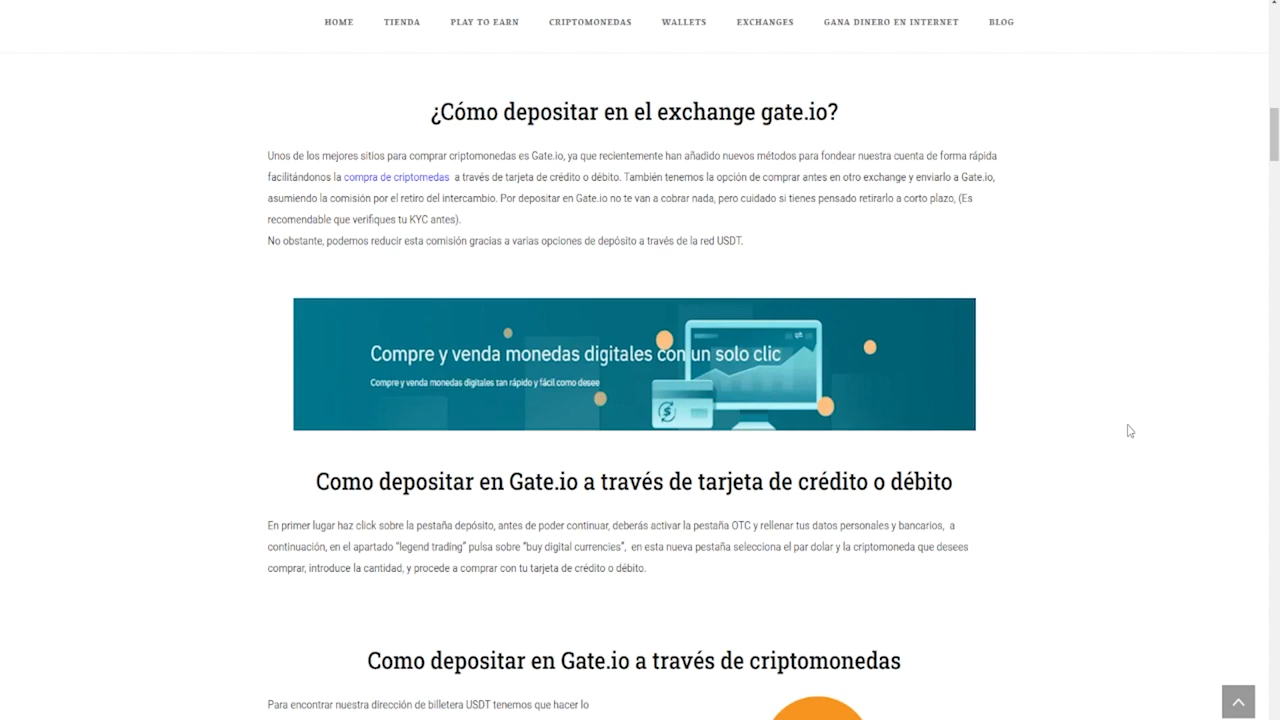 HOME TIENDA PLAY TO EARN CRIPTOMONEDAS WALLETS EXCHANGES GANA DINERO EN INTERNET BLOG
¿Cómo depositar en el exchange gate.io?
Unos de los mejores sitios para comprar criptomonedas es Gate.io, ya que recientemente han añadido nuevos métodos para fondear nuestra cuenta de forma rápida
facilitándonos la compra de criptomedas a través de tarjeta de crédito o débito. También tenemos la opción de comprar antes en otro exchange y enviarlo a Gate.io,
asumiendo la comisión por el retiro del intercambio. Por depositar en Gate.io no te van a cobrar nada, pero cuidado si tienes pensado retirarlo a corto plazo, (Es
recomendable que verifiques tu KYC antes).
No obstante, podemos reducir esta comisión gracias a varias opciones de depósito a través de la red USDT.
Compre y venda monedas digitales con un solo clic
Compre y venda monedas digitales tan rápido y fácil como desee
Como depositar en Gate.io a través de tarjeta de crédito o débito
En primer lugar haz click sobre la pestaña depósito, antes de poder continuar, deberás activar la pestaña OTC y rellenar tus datos personales y bancarios, a
continuación, en el apartado “legend trading” pulsa sobre “buy digital currencies”, en esta nueva pestaña selecciona el par dolar y la criptomoneda que desees
comprar, introduce la cantidad, y procede a comprar con tu tarjeta de crédito o débito.
Como depositar en Gate.io a través de criptomonedas
Para encontrar nuestra dirección de billetera USDT tenemos que hacer lo